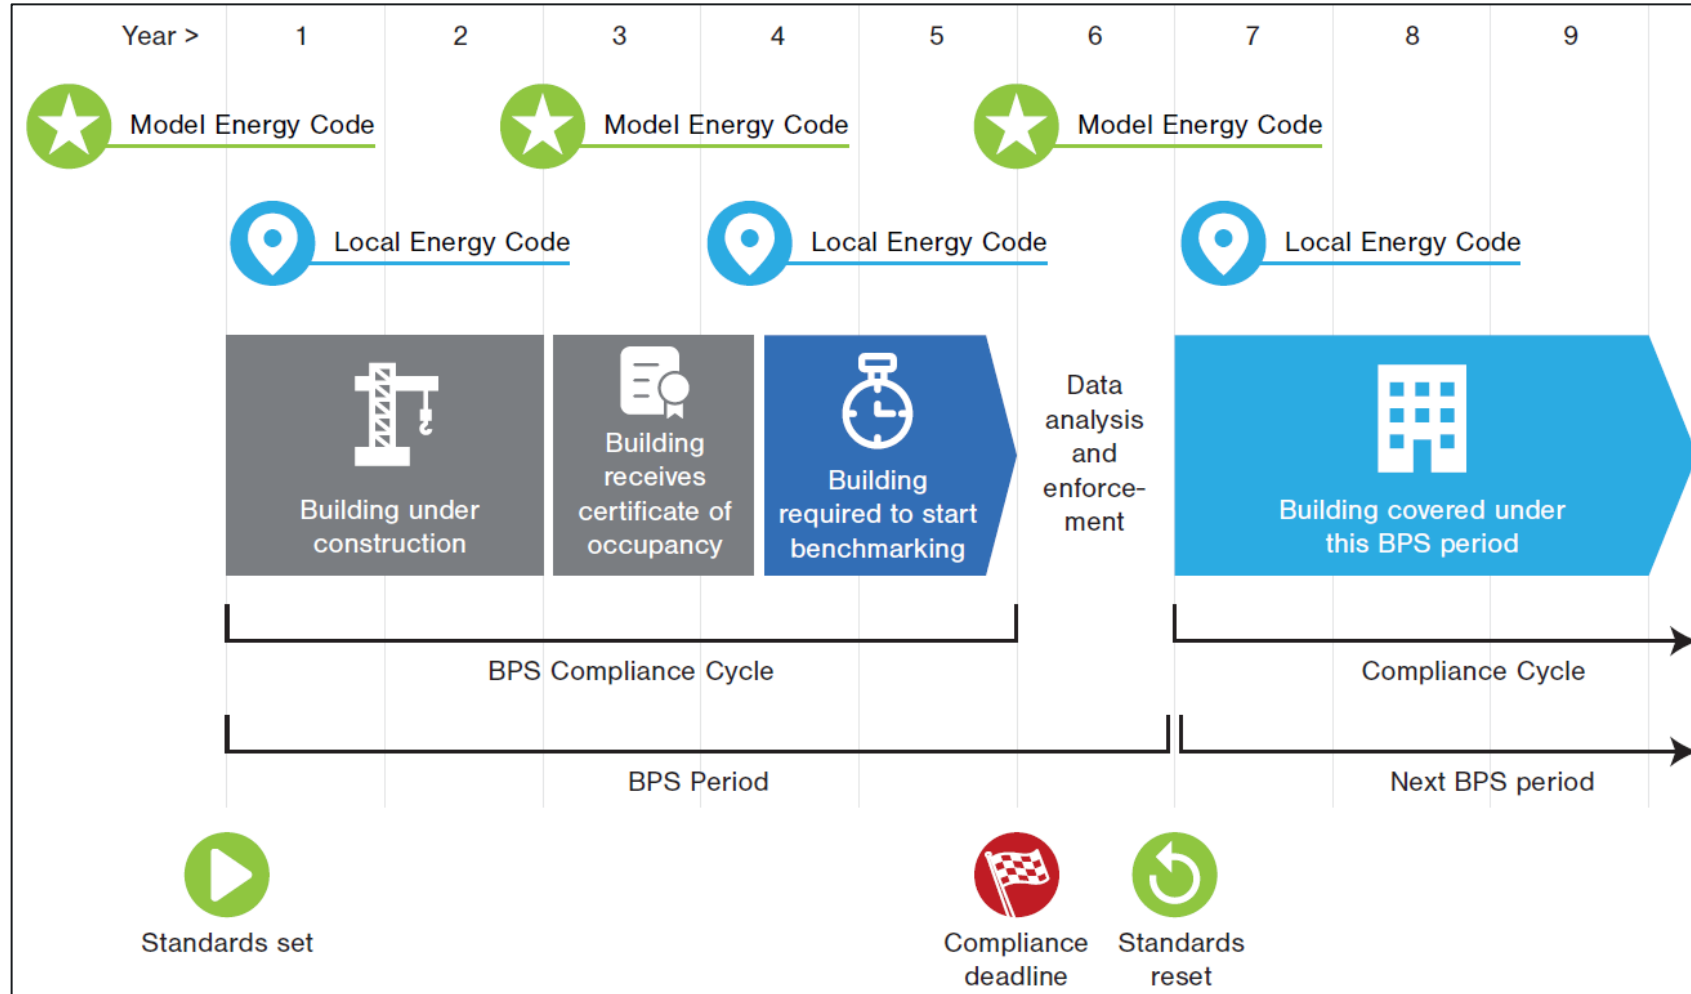 Year > 1 2 3 4 5 6 7 8 9
Model Energy Code
Model Energy Code
Model Energy Code
Local Energy Code
Local Energy Code
Local Energy Code
Building under
construction
Building
receives
certificate of
occupancy
Building
required to start
benchmarking
Data
analysis
and
enforce-
ment
Building covered under
this BPS period
BPS Compliance Cycle
Compliance Cycle
BPS Period
Next BPS period
Standards set
Compliance
deadline
Standards
reset